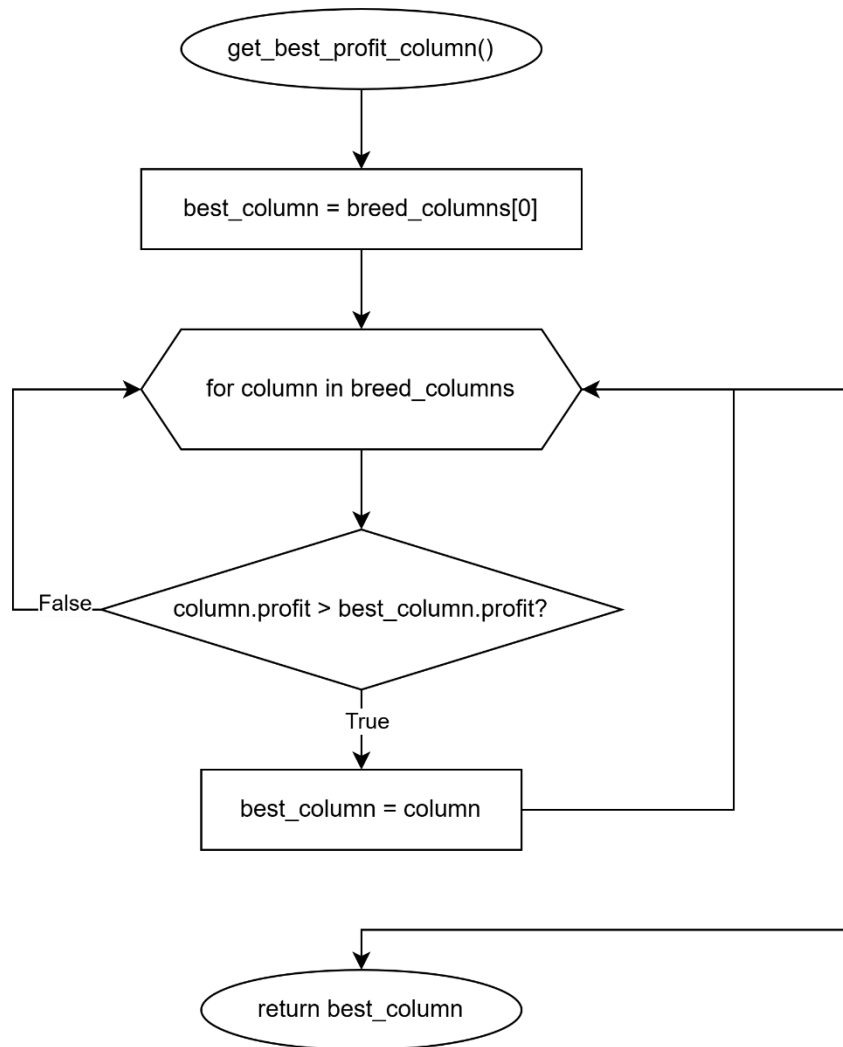 get_best_profit_column()
best_column = breed_columns[0]
for column in breed_columns
column.profit > best_column.profit?
False
True
best_column = column
return best_column